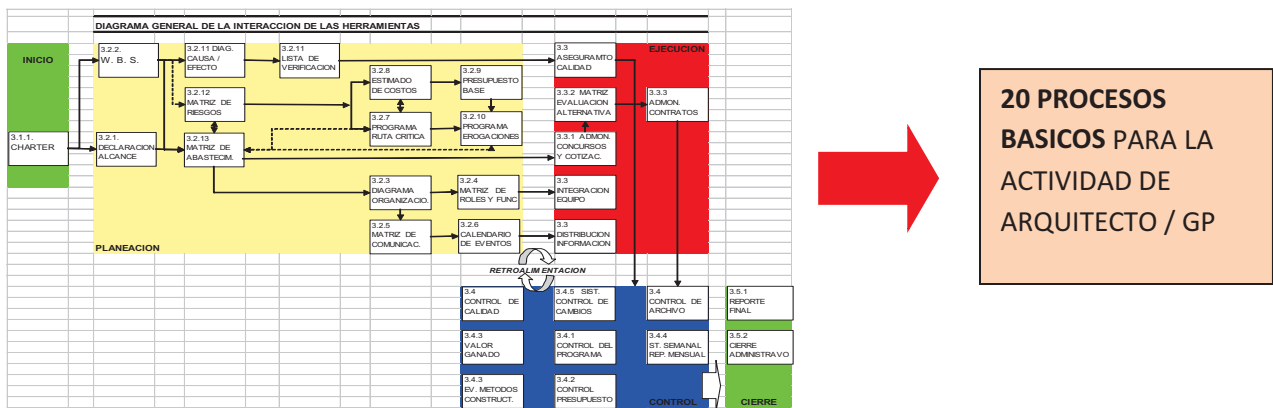 DIAGRAMA GENERAL DE LA INTERACCION DE LAS HERRAMIENTAS
INICIO
3.1.1.
CHARTER
3.2.2.
W. B. S.
3.2.11 DIAG.
CAUSA /
EFECTO
3.2.11
LISTA DE
VERIFICACION
3.2.12
MATRIZ DE
RIESGOS
3.2.1.
DECLARACION
ALCANCE
3.2.13
MATRIZ DE
ABASTECIM.
3.2.8
ESTIMADO
DE COSTOS
3.2.9
PRESUPUESTO
BASE
3.2.7
PROGRAMA
RUTA CRITICA
3.2.10
PROGRAMA
EROGACIONES
3.2.3
DIAGRAMA
ORGANIZACIO.
3.2.4
MATRIZ DE
ROLES Y FUNC
3.2.5
MATRIZ DE
COMUNICAC.
3.2.6
CALENDARIO
DE EVENTOS
PLANEACION
EJECUCION
3.3
ASEGURAMTO
CALIDAD
3.3.2 MATRIZ
EVALUACION
ALTERNATIVA
3.3.3
ADMON.
CONTRATOS
3.3.1 ADMON.
CONCURSOS
Y COTIZAC.
3.3
INTEGRACION
EQUIPO
3.3
DISTRIBUCION
INFORMACION
RETROALIMENTACION
3.4
CONTROL DE
CALIDAD
3.4.5 SIST.
CONTROL DE
CAMBIOS
3.4
CONTROL DE
ARCHIVO
3.5.1
REPORTE
FINAL
3.4.3
VALOR
GANADO
3.4.1
CONTROL DEL
PROGRAMA
3.4.4
ST. SEMANAL
REP. MENSUAL
3.5.2
CIERRE
ADMINISTRAVO
3.4.3
EV. METODOS
CONSTRUCT.
3.4.2
CONTROL
PRESUPUESTO
CONTROL
CIERRE
20 PROCESOS
BASICOS PARA LA
ACTIVIDAD DE
ARQUITECTO / GP